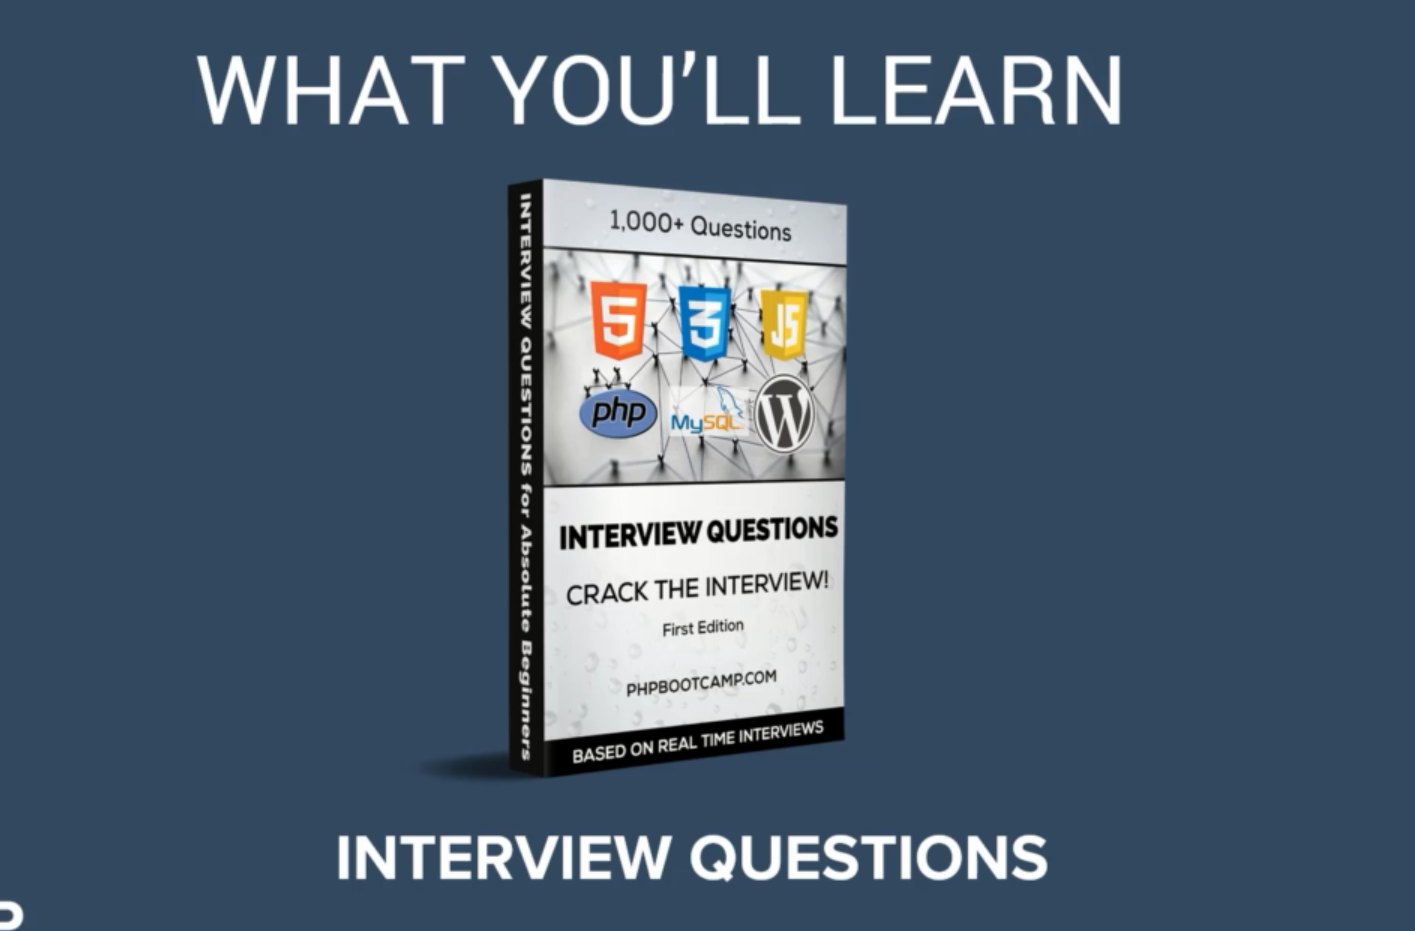 WHAT YOU'LL LEARN
INTERVIEW QUESTIONS for Absolute Beginners
1,000+ Questions
5
3
JS
php
MySQL
W
INTERVIEW QUESTIONS
CRACK THE INTERVIEW!
First Edition
PHPBOOTCAMP.COM
BASED ON REAL TIME INTERVIEWS
INTERVIEW QUESTIONS
P